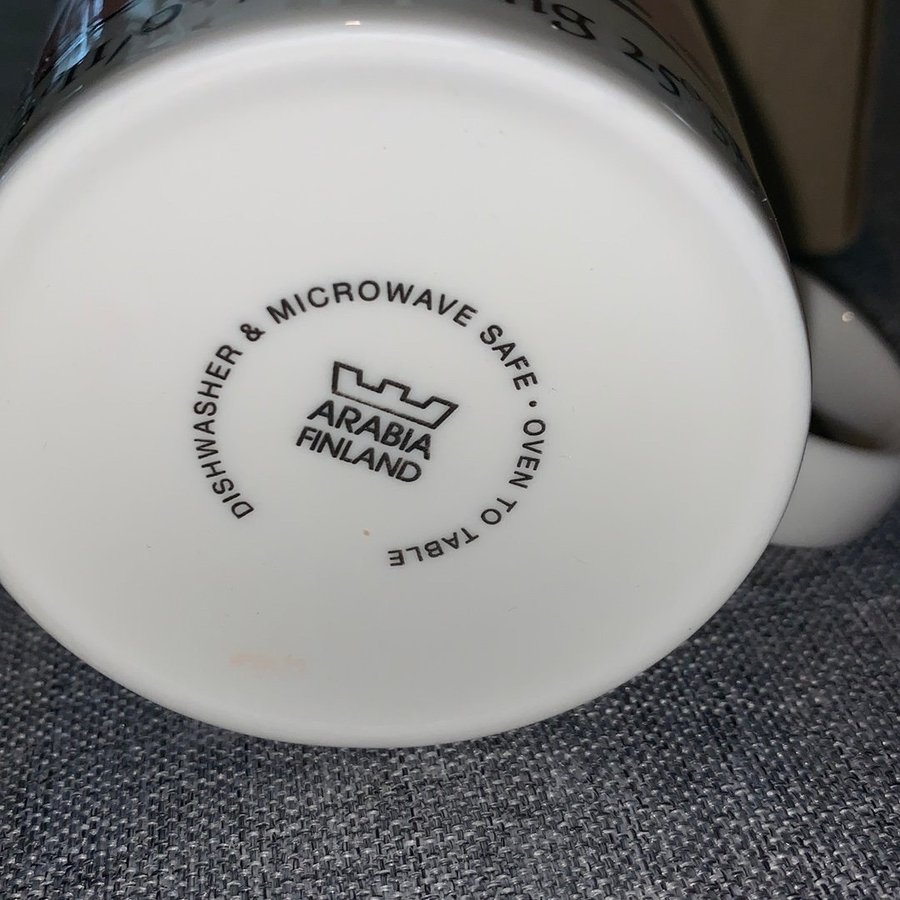 DISHWASHER & MICROWAVE SAFE • OVEN TO TABLE
ARABIA
FINLAND